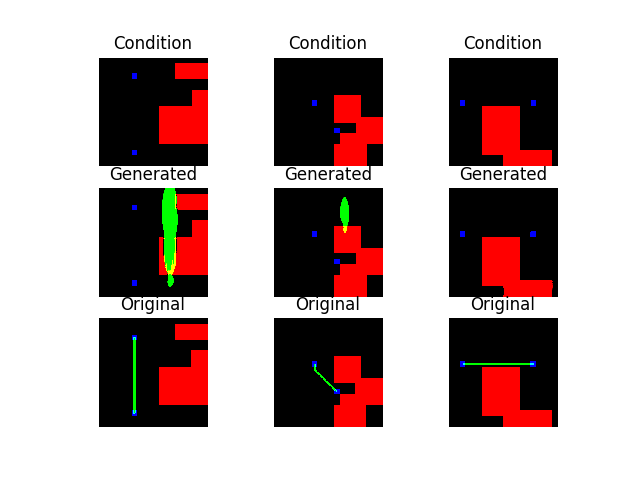 Condition Condition Condition
Generated Generated Generated
Original Original Original